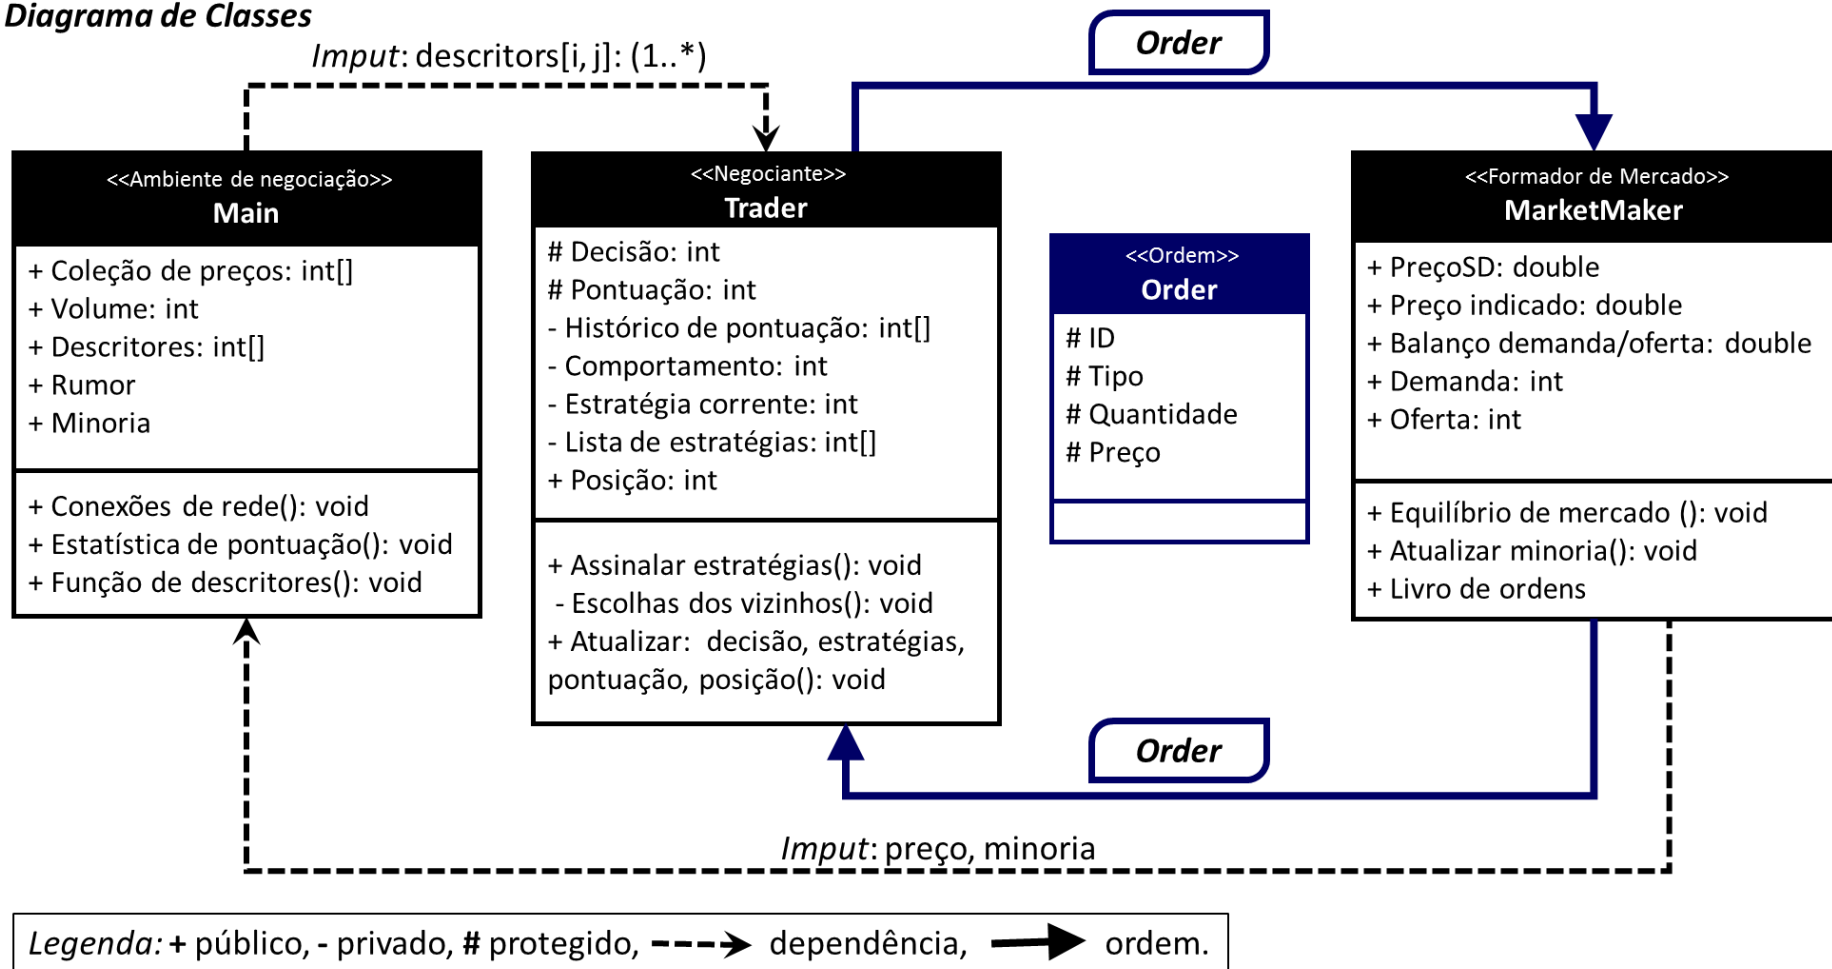 Diagrama de Classes
Imput: descritors[i, j]: (1..*)
Order
<<Ambiente de negociação>>
Main
+ Coleção de preços: int[]
+ Volume: int
+ Descritores: int[]
+ Rumor
+ Minoria
+ Conexões de rede(): void
+ Estatística de pontuação(): void
+ Função de descritores(): void
<<Negociante>>
Trader
# Decisão: int
# Pontuação: int
- Histórico de pontuação: int[]
- Comportamento: int
- Estratégia corrente: int
- Lista de estratégias: int[]
+ Posição: int
+ Assinalar estratégias(): void
- Escolhas dos vizinhos(): void
+ Atualizar: decisão, estratégias,
pontuação, posição(): void
<<Ordem>>
Order
# ID
# Tipo
# Quantidade
# Preço
<<Formador de Mercado>>
MarketMaker
+ PreçoSD: double
+ Preço indicado: double
+ Balanço demanda/oferta: double
+ Demanda: int
+ Oferta: int
+ Equilíbrio de mercado (): void
+ Atualizar minoria(): void
+ Livro de ordens
Order
Imput: preço, minoria
Legenda: + público, - privado, # protegido, dependência, ordem.